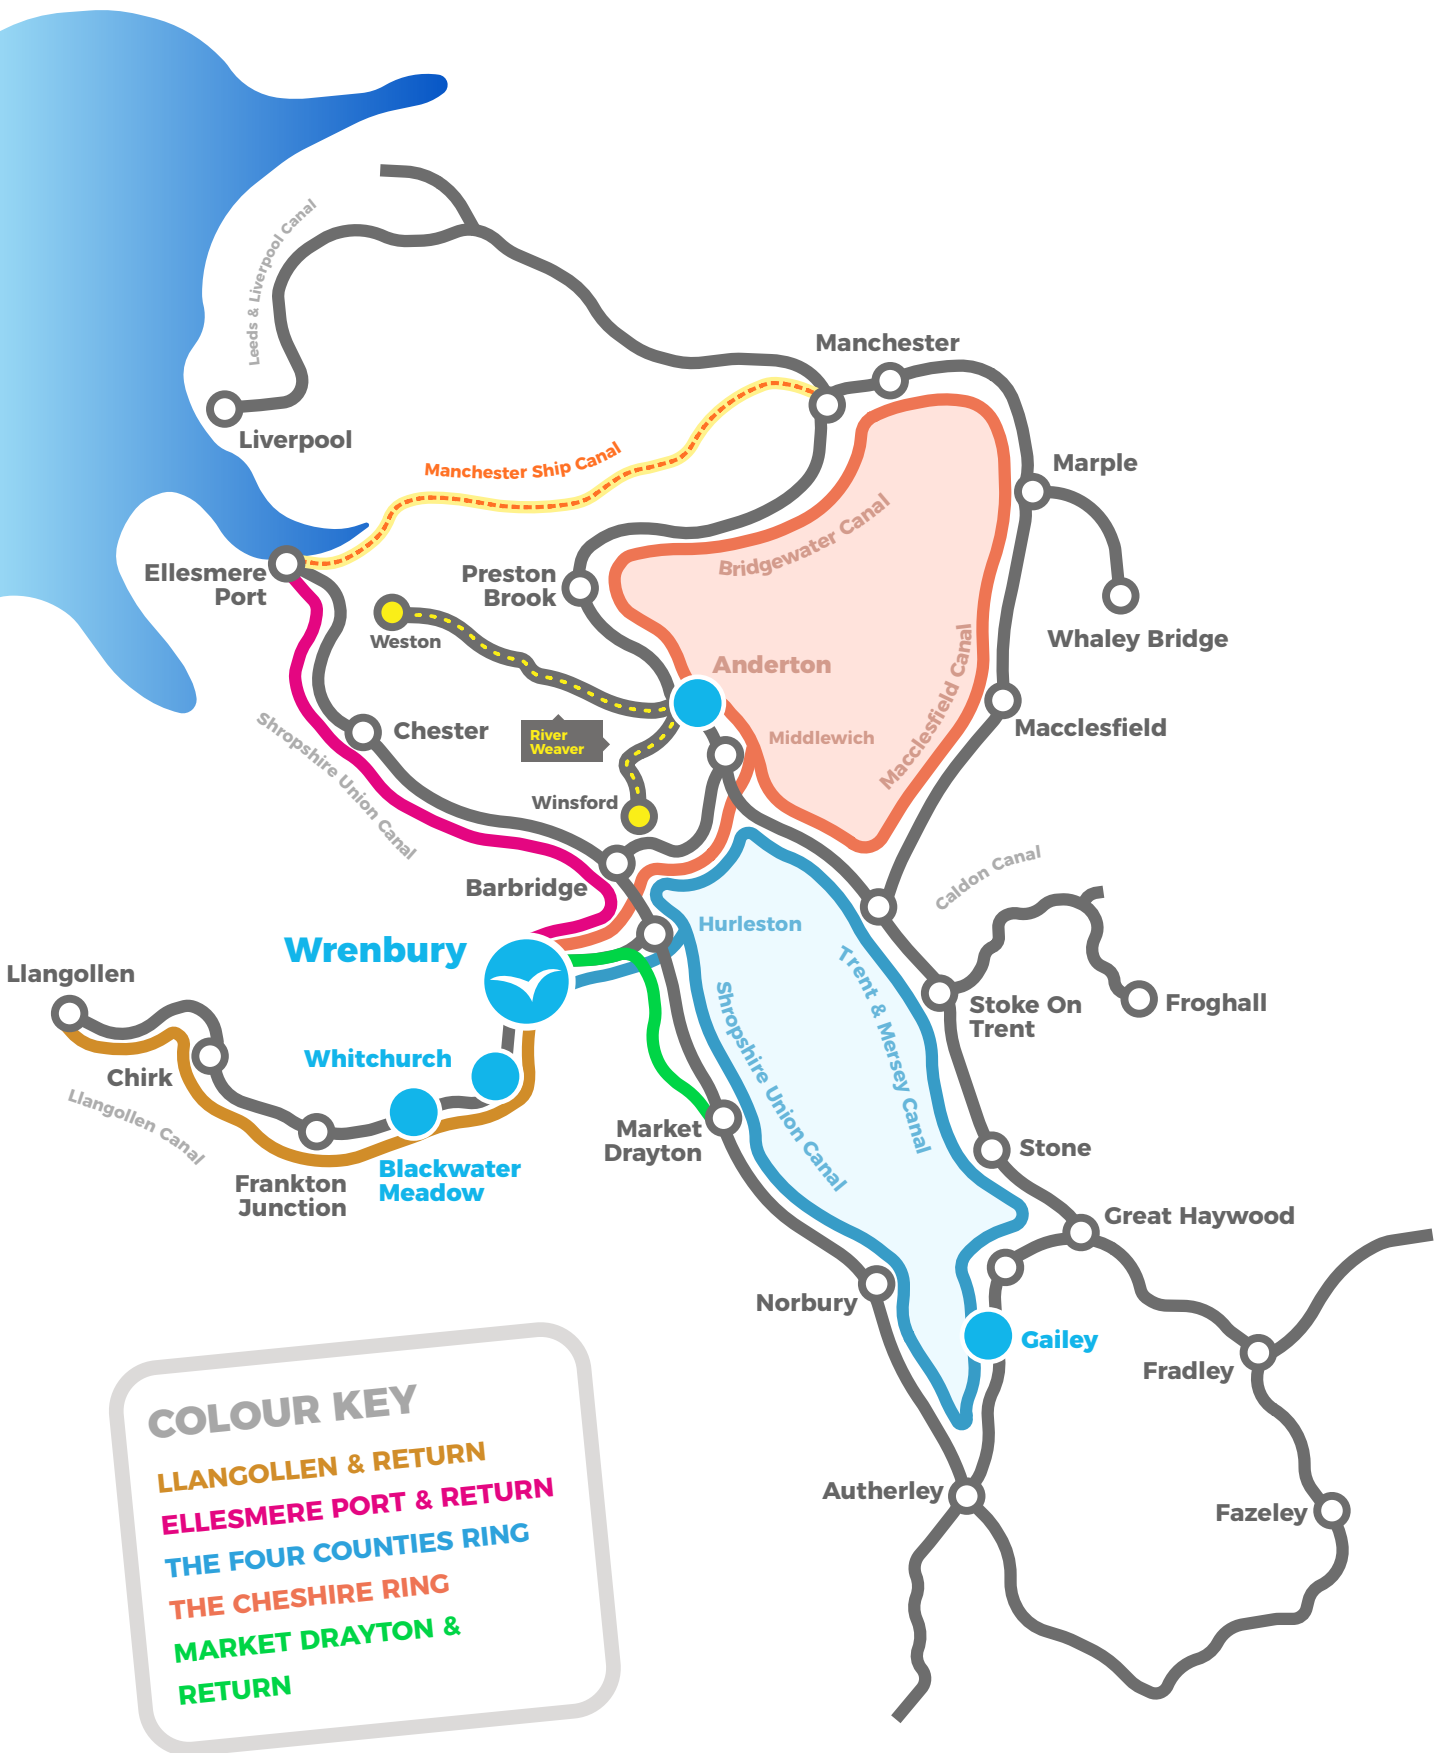 Leeds & Liverpool Canal
Manchester
Liverpool
Manchester Ship Canal
Marple
Bridgewater Canal
Ellesmere
Port
Preston
Brook
Weston
Whaley Bridge
Anderton
Macclesfield Canal
Chester
River
Weaver
Middlewich
Macclesfield
Shropshire Union Canal
Winsford
Barbridge
Caldon Canal
Hurleston
Wrenbury
Llangollen
Trent & Mersey Canal
Shropshire Union Canal
Stoke On
Trent
Froghall
Whitchurch
Chirk
Llangollen Canal
Market
Drayton
Stone
Blackwater
Meadow
Frankton
Junction
Great Haywood
Norbury
Gailey
Fradley
Autherley
Fazeley
COLOUR KEY
LLANGOLLEN & RETURN
ELLESMERE PORT & RETURN
THE FOUR COUNTIES RING
THE CHESHIRE RING
MARKET DRAYTON &
RETURN